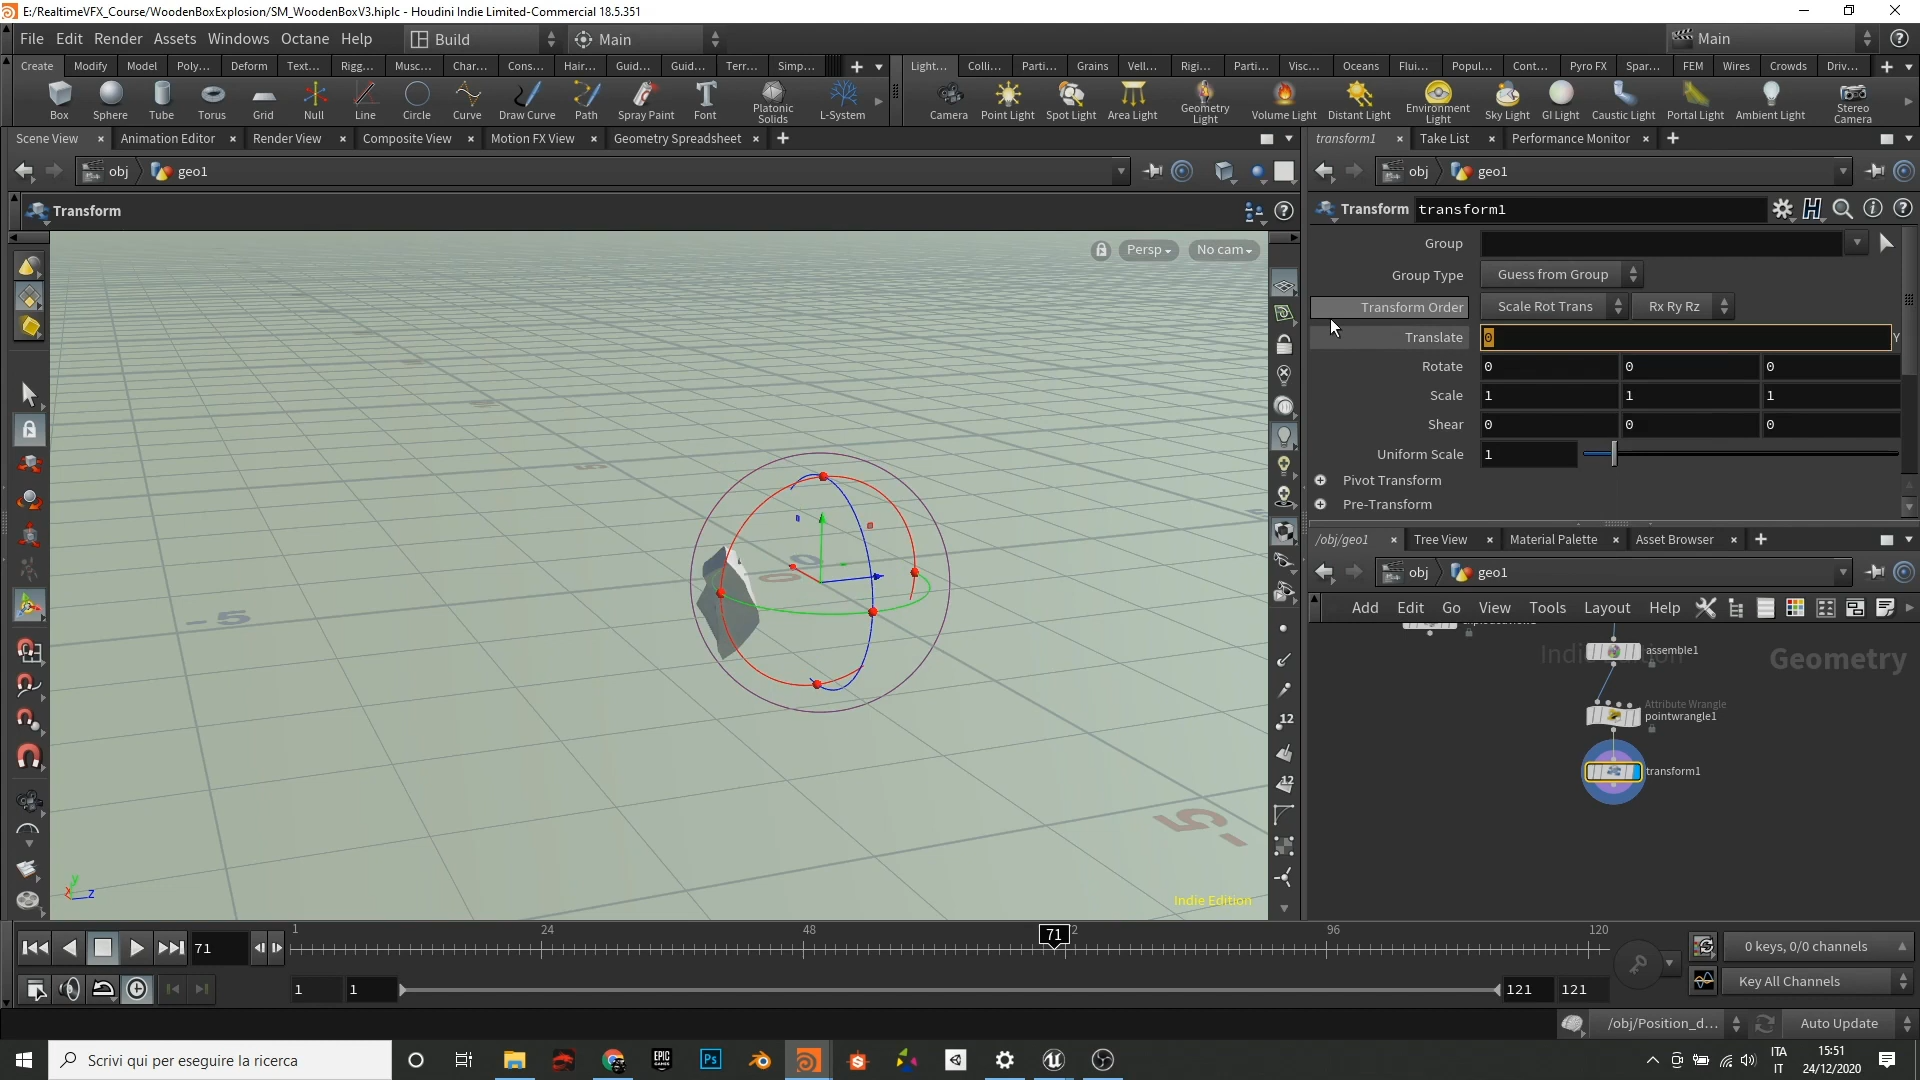 E:/RealtimeVFX_Course/WoodenBoxExplosion/SM_WoodenBoxV3.hiplc - Houdini Indie Limited-Commercial 18.5.351
File Edit Render Assets Windows Octane Help Build Main Main
Create Modify Model Poly... Deform Text... Rigg... Musc... Char... Cons... Hair... Guid... Guid... Terr... Simp... Light... Colli... Parti... Grains Vell... Rigi... Parti... Visc... Oceans Flui... Popul... Cont... Pyro FX Spar... FEM Wires Crowds Driv...
Box Sphere Tube Torus Grid Null Line Circle Curve Draw Curve Path Spray Paint Font Platonic Solids L-System Camera Point Light Spot Light Area Light Geometry Light Volume Light Distant Light Environment Light Sky Light GI Light Caustic Light Portal Light Ambient Light Stereo Camera
Scene View Animation Editor Render View Composite View Motion FX View Geometry Spreadsheet transform1 Take List Performance Monitor
obj geo1 obj geo1
Transform
Transform transform1
Persp No cam
Group
Group Type Guess from Group
Transform Order Scale Rot Trans Rx Ry Rz
Translate 0 Y
Rotate 0 0 0
Scale 1 1 1
Shear 0 0 0
Uniform Scale 1
Pivot Transform
Pre-Transform
/obj/geo1 Tree View Material Palette Asset Browser
obj geo1
Add Edit Go View Tools Layout Help
Geometry
assemble1
Attribute Wrangle
pointwrangle1
transform1
-5
-5
0
y
x z
12
12
Indie Edition
71 1 24 48 71 2 96 120
0 keys, 0/0 channels
1 1 121 121
Key All Channels
/obj/Position_d... Auto Update
Scrivi qui per eseguire la ricerca
EPIC GAMES
Ps
ITA
IT
15:51
24/12/2020